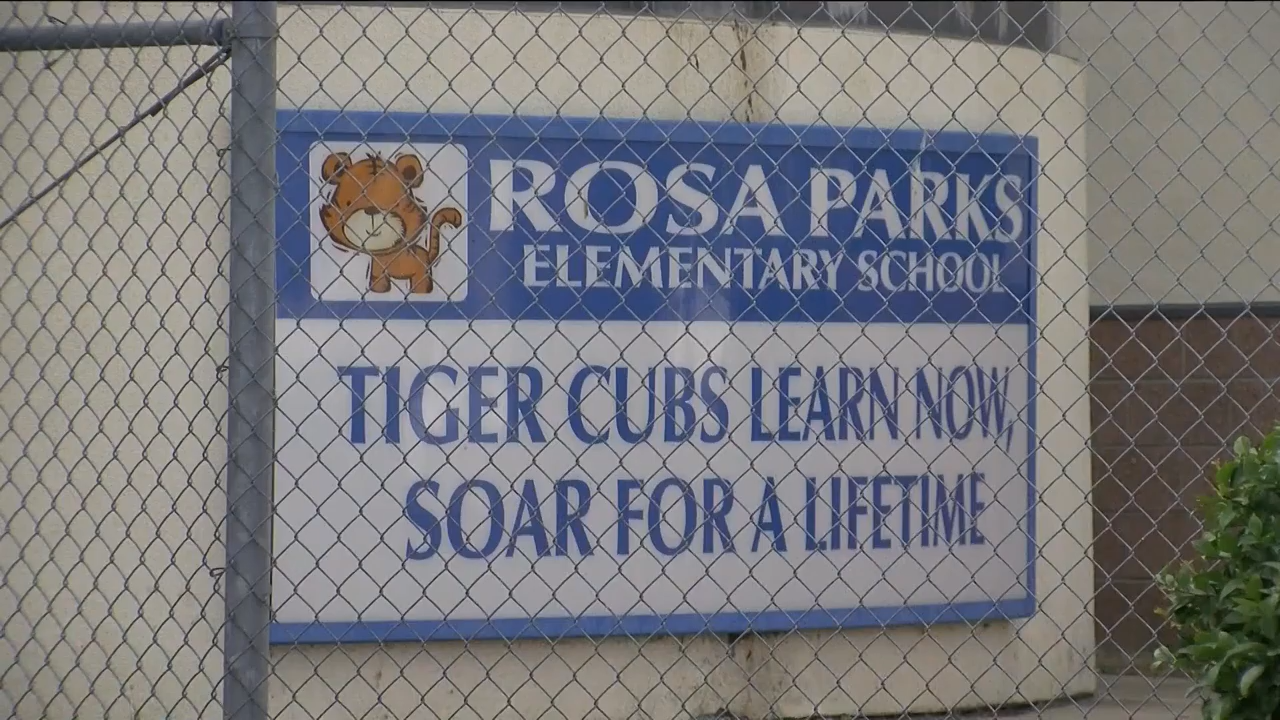 ROSA PARKS
ELEMENTARY SCHOOL
TIGER CUBS LEARN NOW,
SOAR FOR A LIFETIME